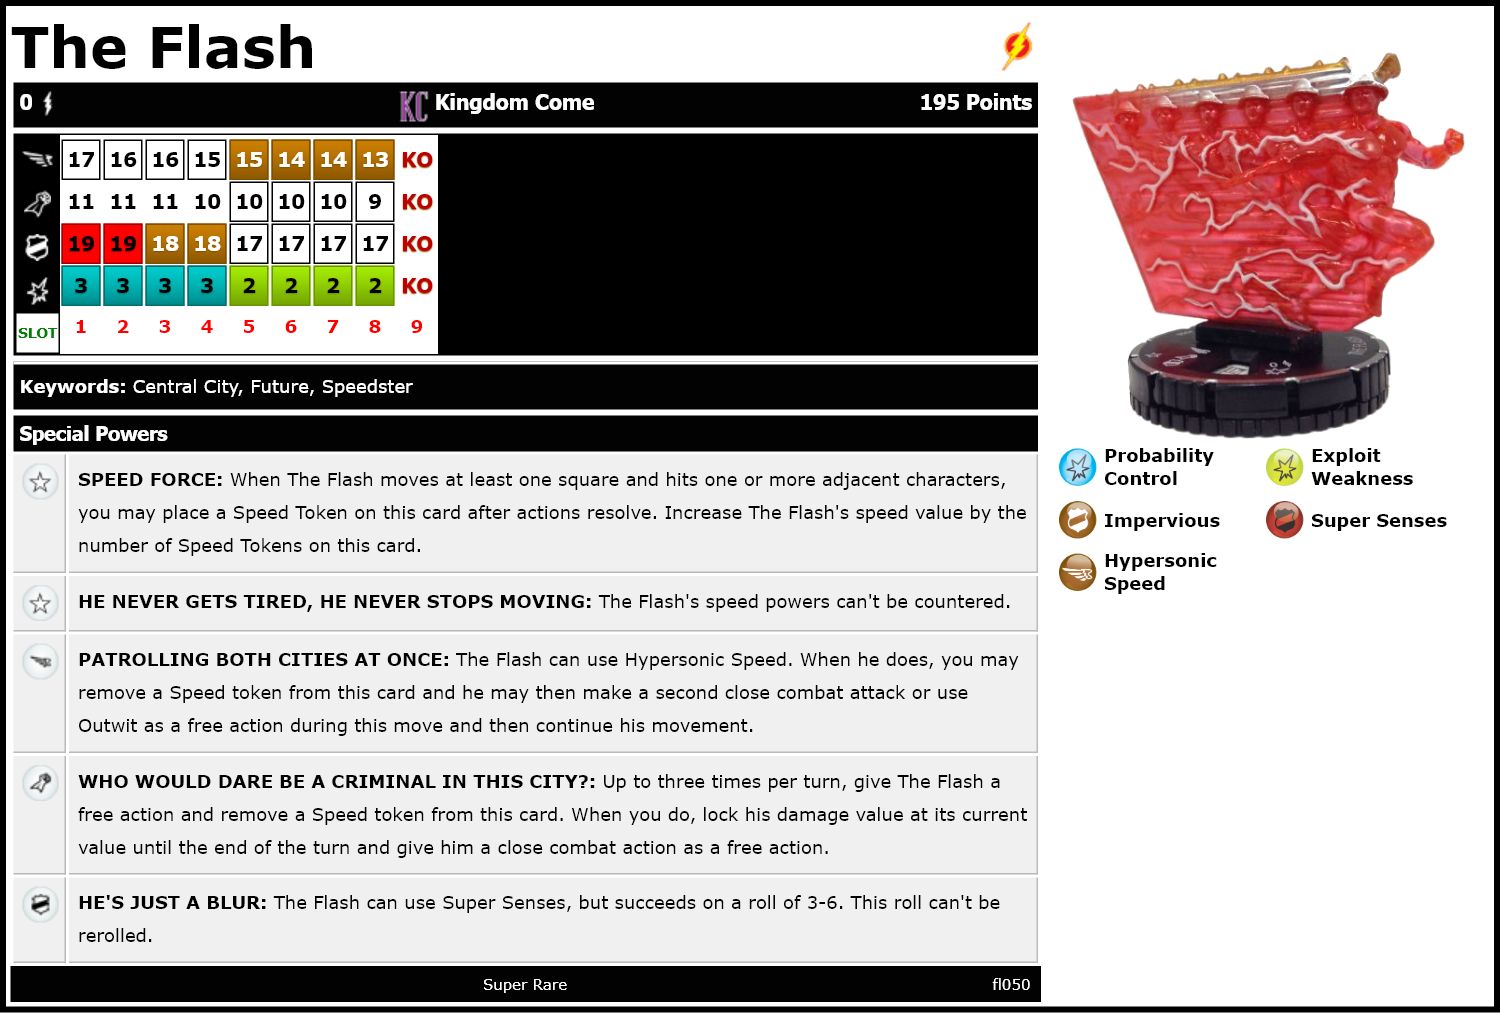 The Flash
0 KC Kingdom Come 195 Points
17 16 16 15 15 14 14 13 KO
11 11 11 10 10 10 10 9 KO
19 19 18 18 17 17 17 17 KO
3 3 3 3 2 2 2 2 KO
SLOT 1 2 3 4 5 6 7 8 9
Keywords: Central City, Future, Speedster
Special Powers
SPEED FORCE: When The Flash moves at least one square and hits one or more adjacent characters,
you may place a Speed Token on this card after actions resolve. Increase The Flash's speed value by the
number of Speed Tokens on this card.
HE NEVER GETS TIRED, HE NEVER STOPS MOVING: The Flash's speed powers can't be countered.
PATROLLING BOTH CITIES AT ONCE: The Flash can use Hypersonic Speed. When he does, you may
remove a Speed token from this card and he may then make a second close combat attack or use
Outwit as a free action during this move and then continue his movement.
WHO WOULD DARE BE A CRIMINAL IN THIS CITY?: Up to three times per turn, give The Flash a
free action and remove a Speed token from this card. When you do, lock his damage value at its current
value until the end of the turn and give him a close combat action as a free action.
HE'S JUST A BLUR: The Flash can use Super Senses, but succeeds on a roll of 3-6. This roll can't be
rerolled.
Super Rare fl050
Probability
Control
Exploit
Weakness
Impervious
Super Senses
Hypersonic
Speed